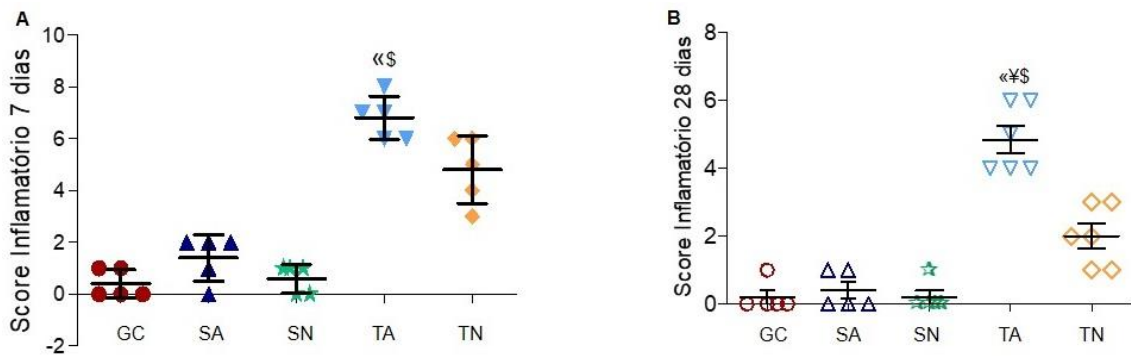 A
Score Inflamatório 7 dias
10
8
6
4
2
0
-2
«$
GC SA SN TA TN
B
Score Inflamatório 28 dias
8
6
4
2
0
«¥$
GC SA SN TA TN